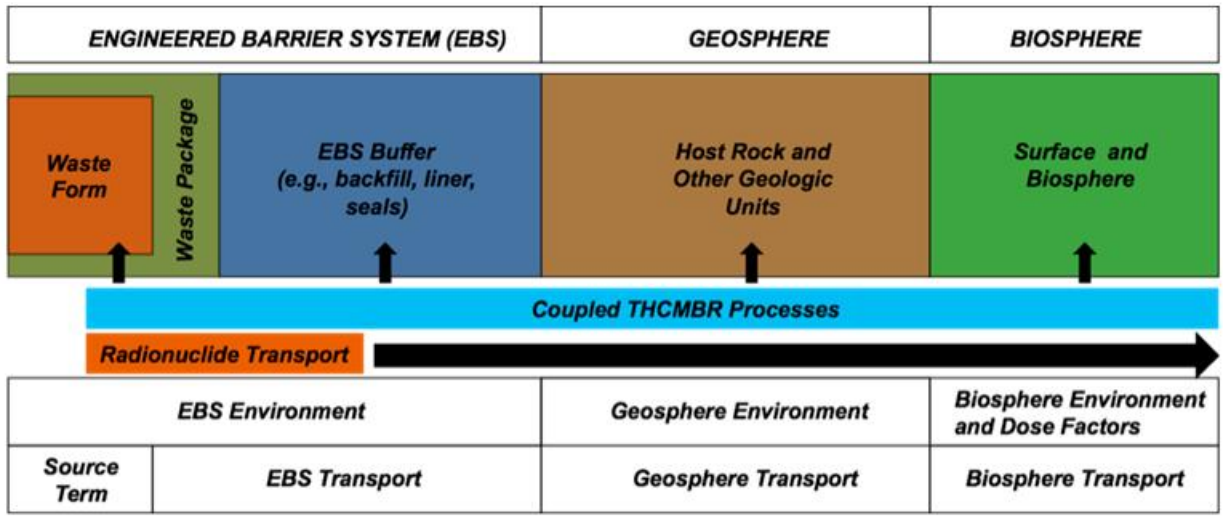 ENGINEERED BARRIER SYSTEM (EBS)
GEOSPHERE
BIOSPHERE
Waste
Form
Waste Package
EBS Buffer
(e.g., backfill, liner,
seals)
Host Rock and
Other Geologic
Units
Surface and
Biosphere
Coupled THCMBR Processes
Radionuclide Transport
EBS Environment
Geosphere Environment
Biosphere Environment
and Dose Factors
Source
Term
EBS Transport
Geosphere Transport
Biosphere Transport